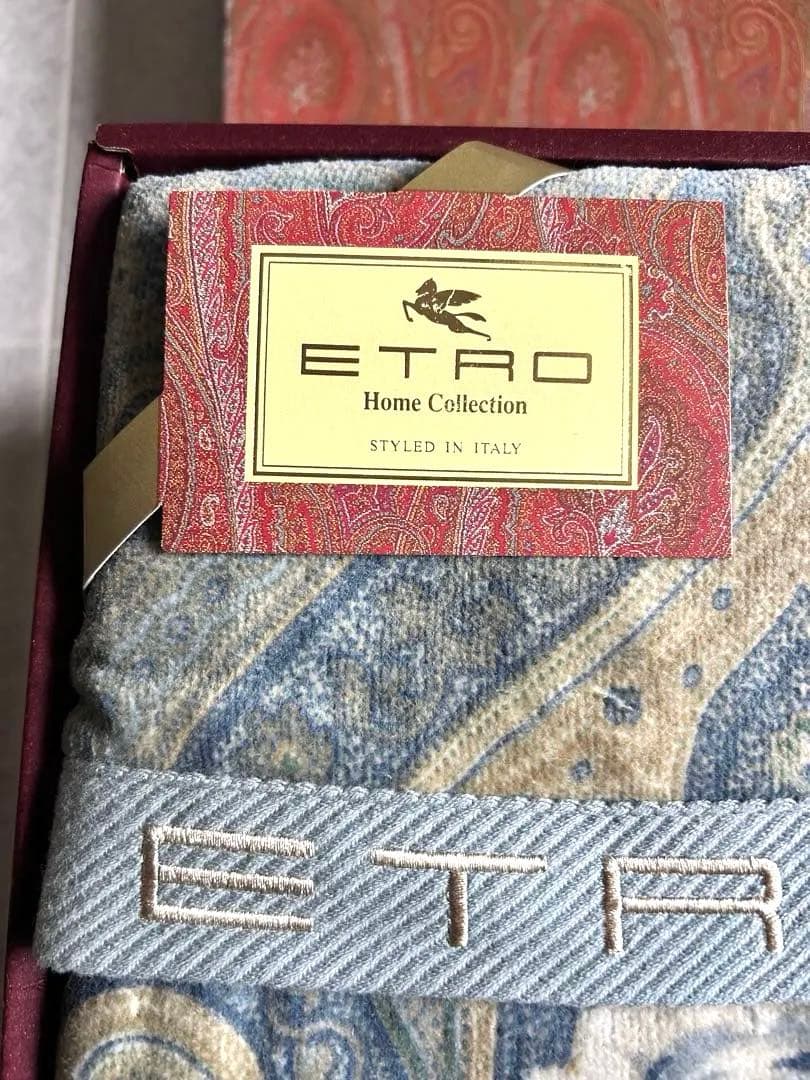 ETRO
Home Collection
STYLED IN ITALY
ETR